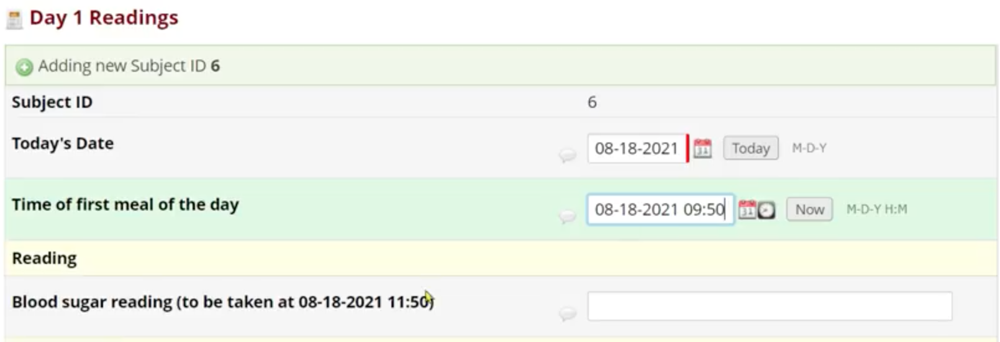 Day 1 Readings
Adding new Subject ID 6
Subject ID 6
Today's Date 08-18-2021 31 Today M-D-Y
Time of first meal of the day 08-18-2021 09:50 31 Now M-D-Y H:M
Reading
Blood sugar reading (to be taken at 08-18-2021 11:50)